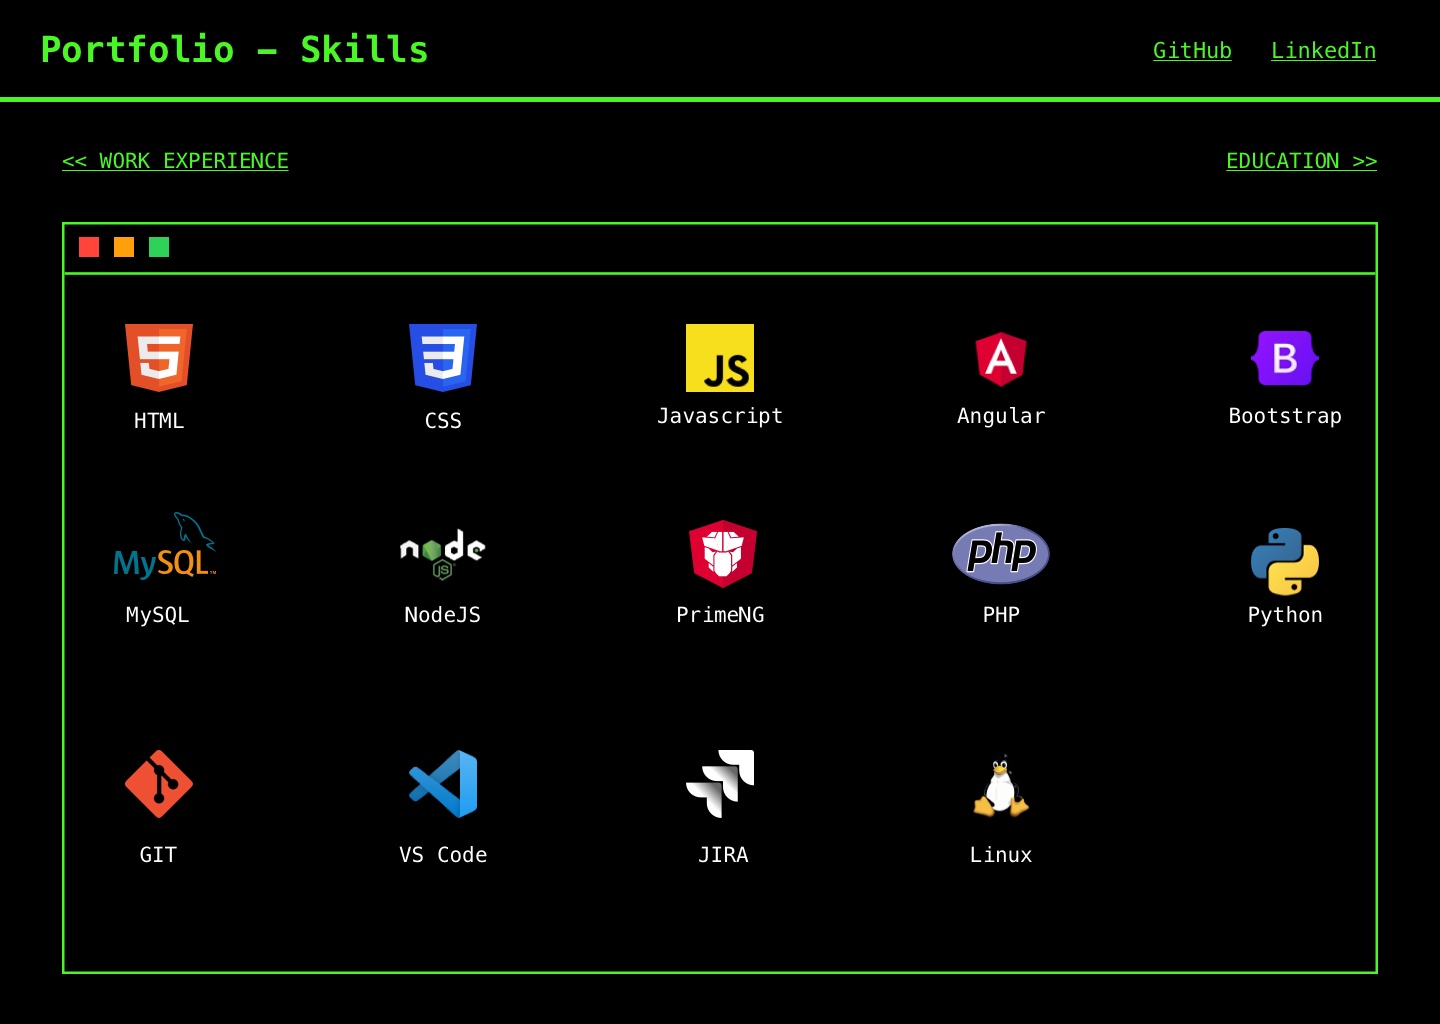 Portfolio – Skills
GitHub LinkedIn
<< WORK EXPERIENCE
EDUCATION >>
5 3 JS A B
HTML CSS Javascript Angular Bootstrap
MySQL™ node JS php
MySQL NodeJS PrimeNG PHP Python
GIT VS Code JIRA Linux